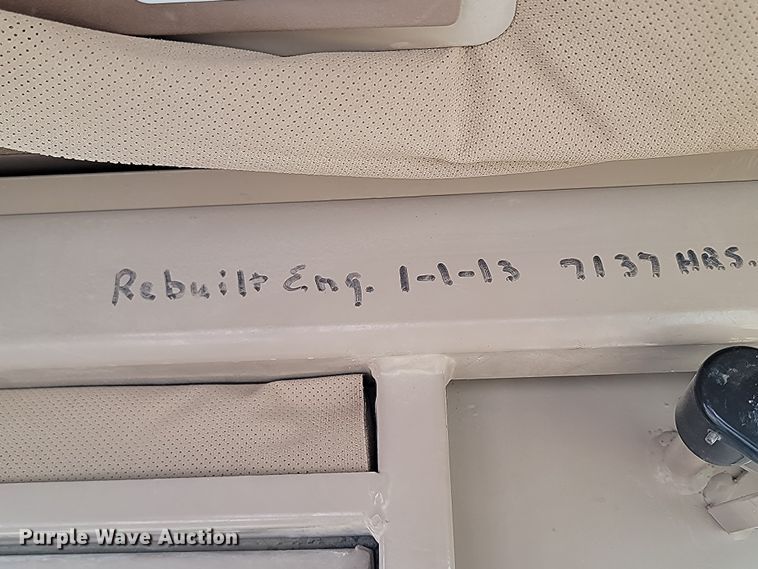 Rebuilt Eng. 1-1-13 7137 HRS.
Purple Wave Auction